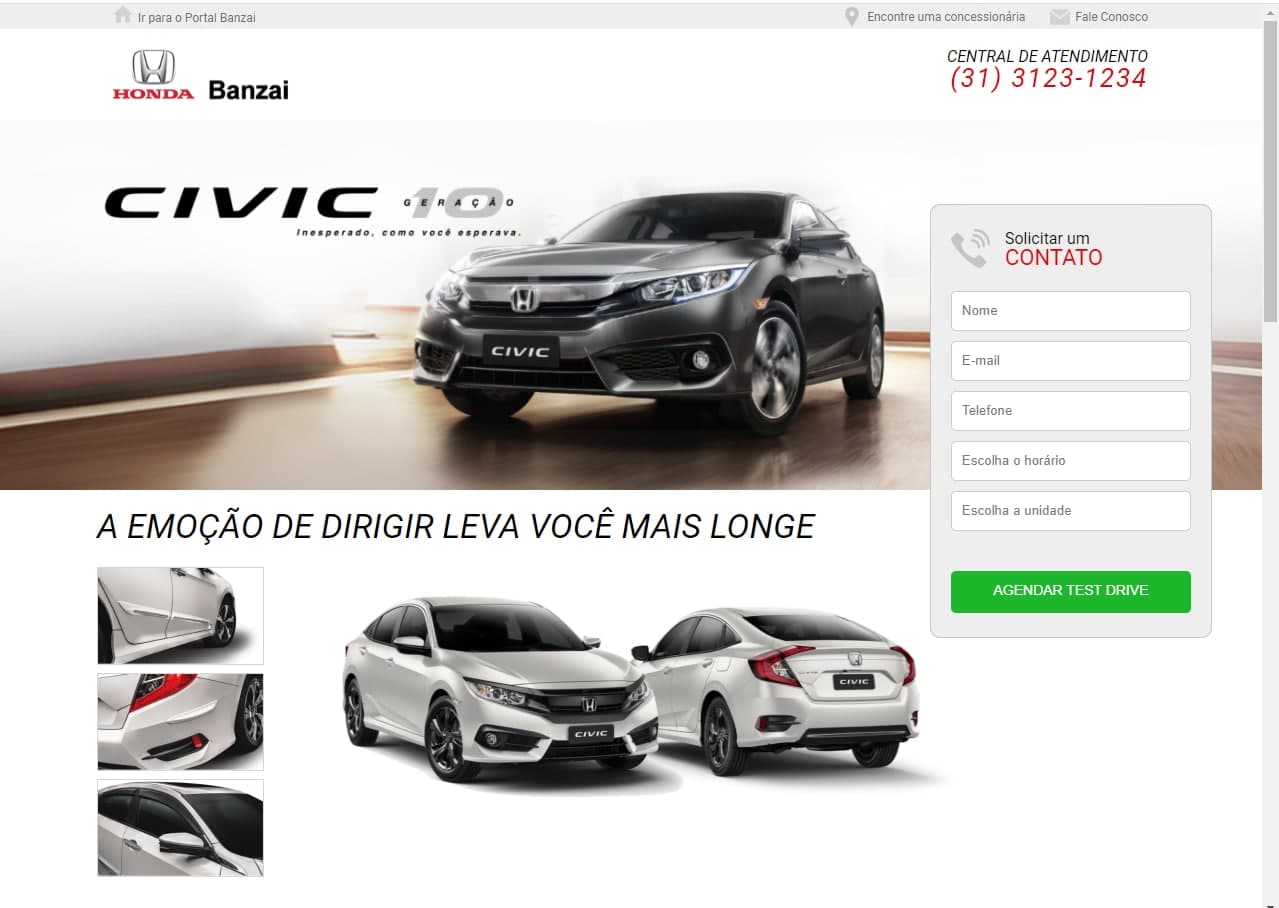 Ir para o Portal Banzai
Encontre uma concessionária
Fale Conosco
HONDA
Banzai
CENTRAL DE ATENDIMENTO
(31) 3123-1234
CIVIC 10
GERAÇÃO
Inesperado, como você esperava.
CIVIC
Solicitar um
CONTATO
Nome
E-mail
Telefone
Escolha o horário
Escolha a unidade
AGENDAR TEST DRIVE
A EMOÇÃO DE DIRIGIR LEVA VOCÊ MAIS LONGE
CIVIC
CIVIC